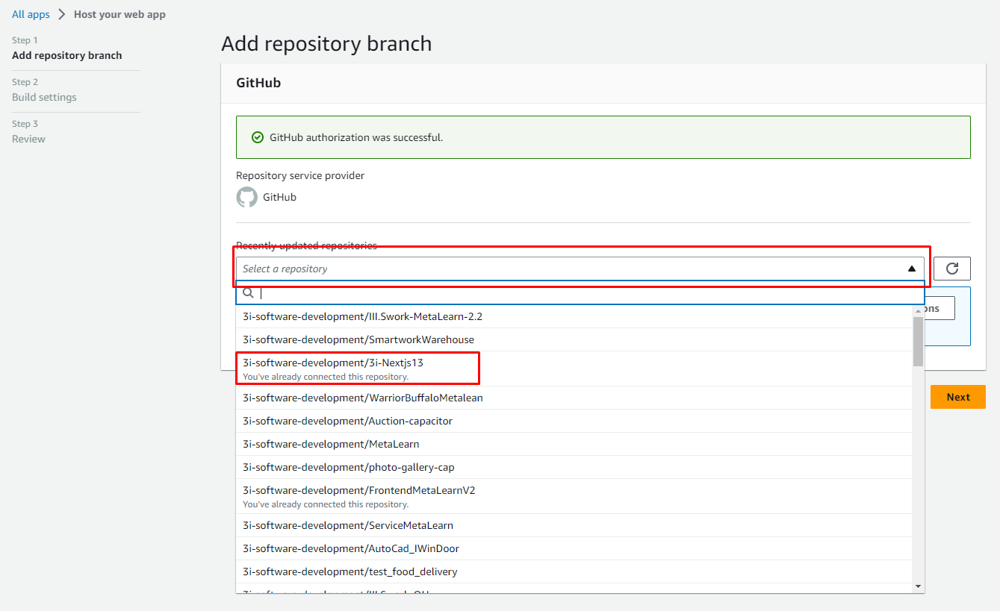 All apps > Host your web app
Step 1
Add repository branch
Step 2
Build settings
Step 3
Review
Add repository branch
GitHub
GitHub authorization was successful.
Repository service provider
GitHub
Recently updated repositories
Select a repository
ons
3i-software-development/III.Swork-MetaLearn-2.2
3i-software-development/SmartworkWarehouse
3i-software-development/3i-Nextjs13
You've already connected this repository.
3i-software-development/WarriorBuffaloMetalean
3i-software-development/Auction-capacitor
3i-software-development/MetaLearn
3i-software-development/photo-gallery-cap
3i-software-development/FrontendMetaLearnV2
You've already connected this repository.
3i-software-development/ServiceMetaLearn
3i-software-development/AutoCad_IWinDoor
3i-software-development/test_food_delivery
Next